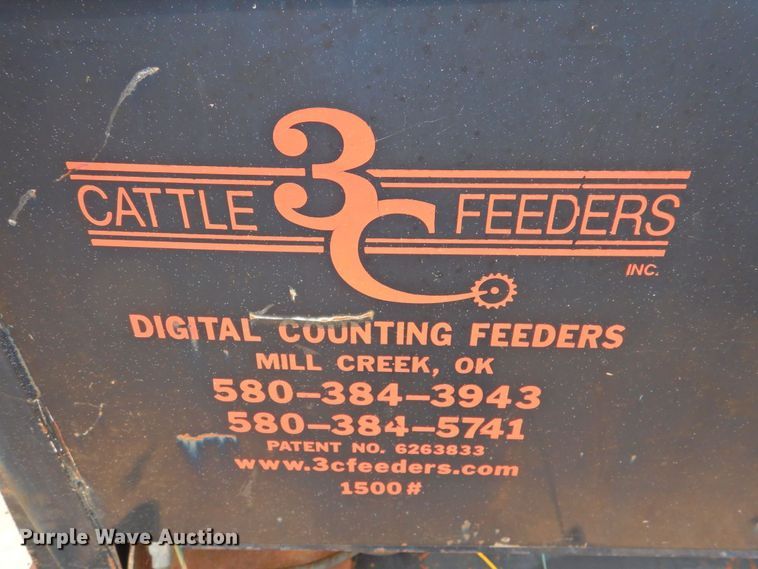 3C
CATTLE FEEDERS
INC.
DIGITAL COUNTING FEEDERS
MILL CREEK, OK
580-384-3943
580-384-5741
PATENT NO. 6263833
www.3cfeeders.com
1500#
Purple Wave Auction